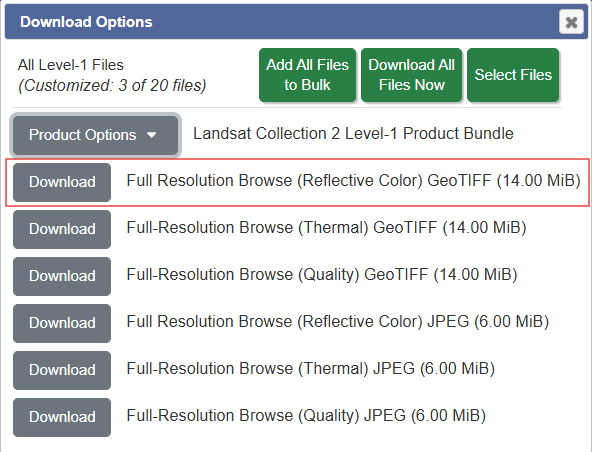 Download Options
All Level-1 Files
(Customized: 3 of 20 files)
Add All Files
to Bulk
Download All
Files Now
Select Files
Product Options
Landsat Collection 2 Level-1 Product Bundle
Download Full Resolution Browse (Reflective Color) GeoTIFF (14.00 MiB)
Download Full-Resolution Browse (Thermal) GeoTIFF (14.00 MiB)
Download Full-Resolution Browse (Quality) GeoTIFF (14.00 MiB)
Download Full Resolution Browse (Reflective Color) JPEG (6.00 MiB)
Download Full-Resolution Browse (Thermal) JPEG (6.00 MiB)
Download Full-Resolution Browse (Quality) JPEG (6.00 MiB)